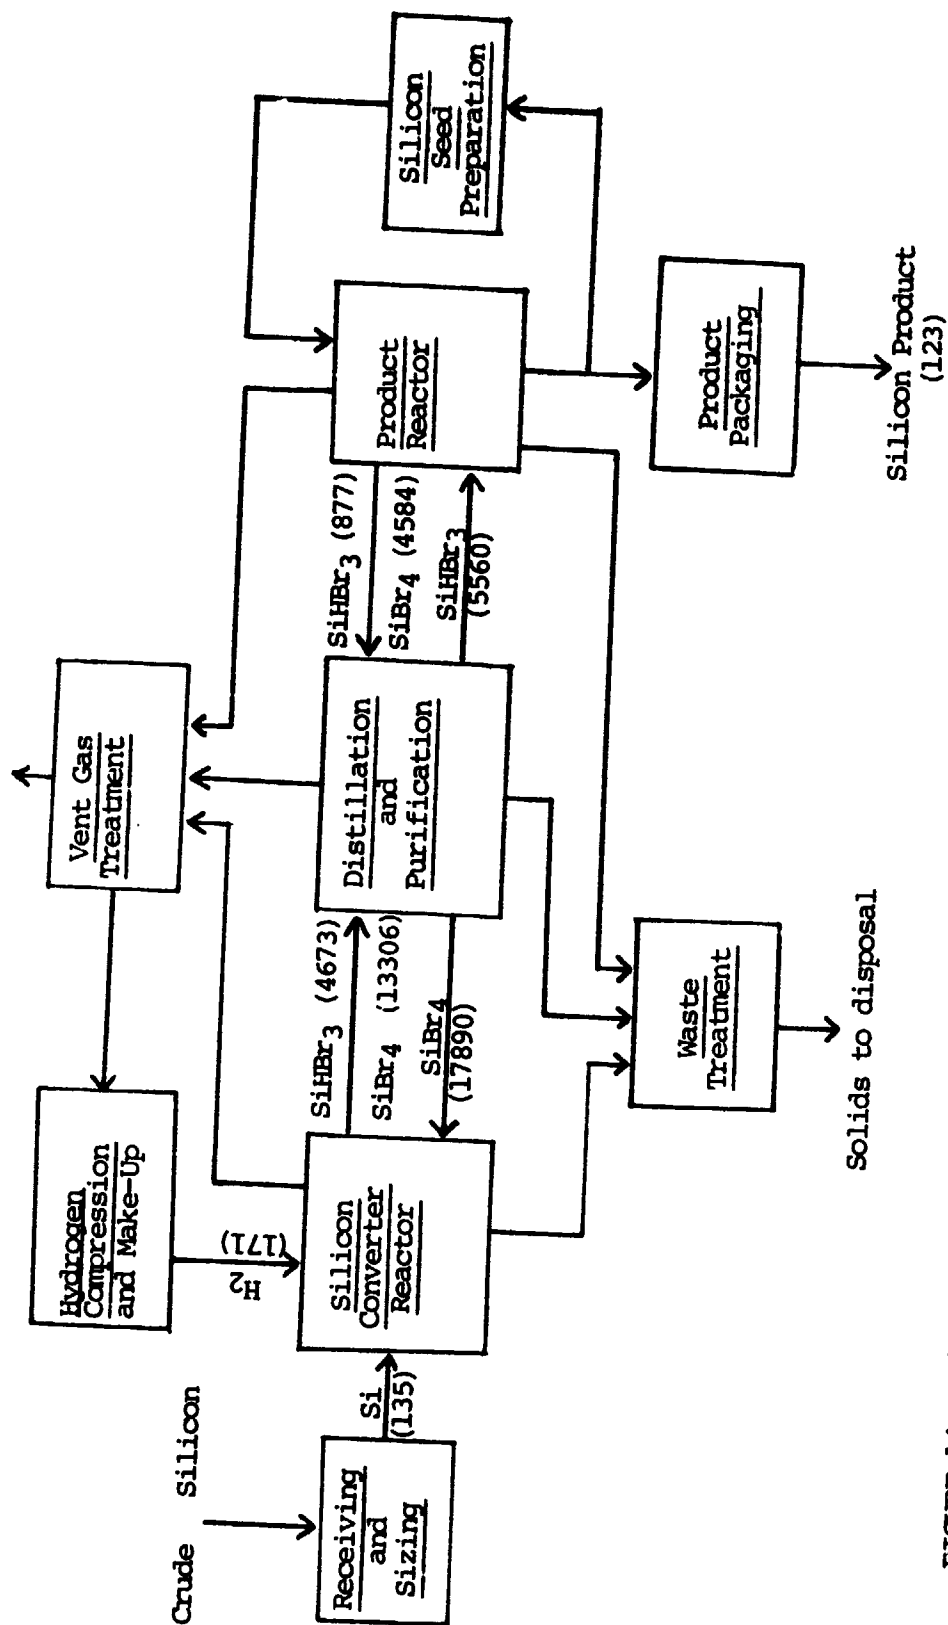 Crude Silicon
Receiving
and
Sizing
Si
(135)
Hydrogen
Compression
and Make-Up
H2
(171)
Silicon
Converter
Reactor
SiHBr3 (4673)
SiBr4 (13306)
SiBr4
(17890)
Vent Gas
Treatment
Distillation
and
Purification
Waste
Treatment
Solids to disposal
SiHBr3 (877)
SiBr4 (4584)
SiHBr3
(5560)
Product
Reactor
Silicon
Seed
Preparation
Product
Packaging
Silicon Product
(123)